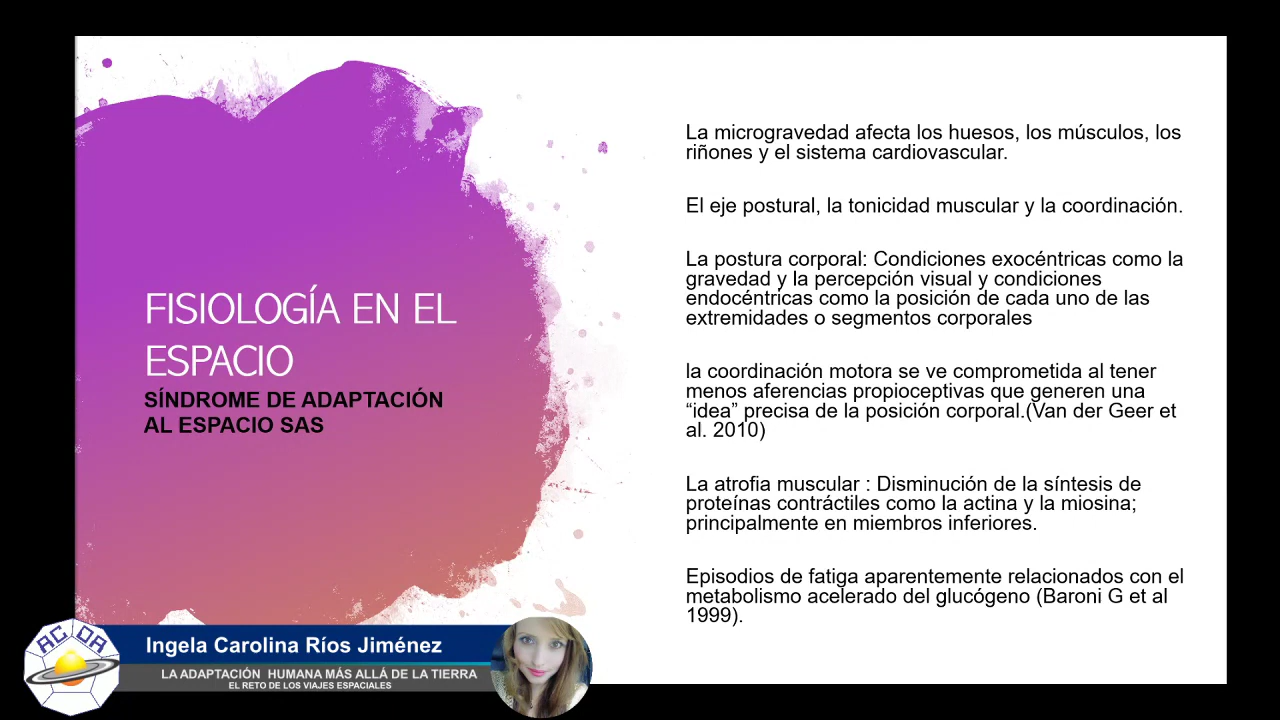 FISIOLOGÍA EN EL
ESPACIO
SÍNDROME DE ADAPTACIÓN
AL ESPACIO SAS
La microgravedad afecta los huesos, los músculos, los
riñones y el sistema cardiovascular.
El eje postural, la tonicidad muscular y la coordinación.
La postura corporal: Condiciones exocéntricas como la
gravedad y la percepción visual y condiciones
endocéntricas como la posición de cada uno de las
extremidades o segmentos corporales
la coordinación motora se ve comprometida al tener
menos aferencias propioceptivas que generen una
“idea” precisa de la posición corporal.(Van der Geer et
al. 2010)
La atrofia muscular : Disminución de la síntesis de
proteínas contráctiles como la actina y la miosina;
principalmente en miembros inferiores.
Episodios de fatiga aparentemente relacionados con el
metabolismo acelerado del glucógeno (Baroni G et al
1999).
ACDA
Ingela Carolina Ríos Jiménez
LA ADAPTACIÓN HUMANA MÁS ALLÁ DE LA TIERRA
EL RETO DE LOS VIAJES ESPACIALES